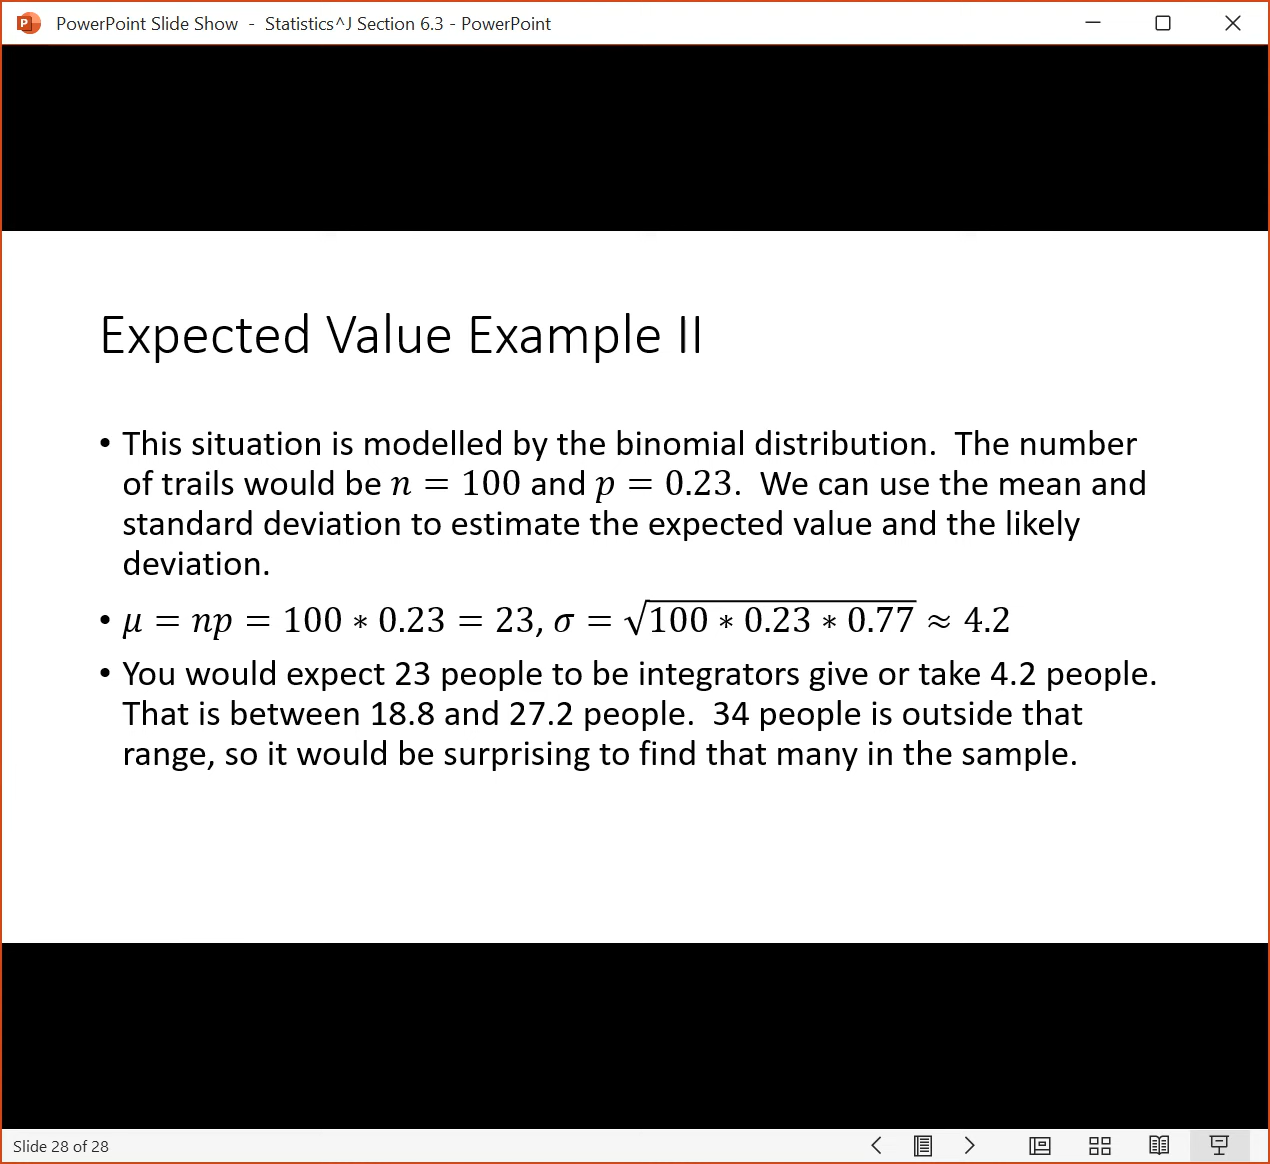 PowerPoint Slide Show - Statistics^J Section 6.3 - PowerPoint
Expected Value Example II
• This situation is modelled by the binomial distribution. The number
of trails would be n = 100 and p = 0.23. We can use the mean and
standard deviation to estimate the expected value and the likely
deviation.
• μ = np = 100 ∗ 0.23 = 23, σ = √100 ∗ 0.23 ∗ 0.77 ≈ 4.2
• You would expect 23 people to be integrators give or take 4.2 people.
That is between 18.8 and 27.2 people. 34 people is outside that
range, so it would be surprising to find that many in the sample.
Slide 28 of 28